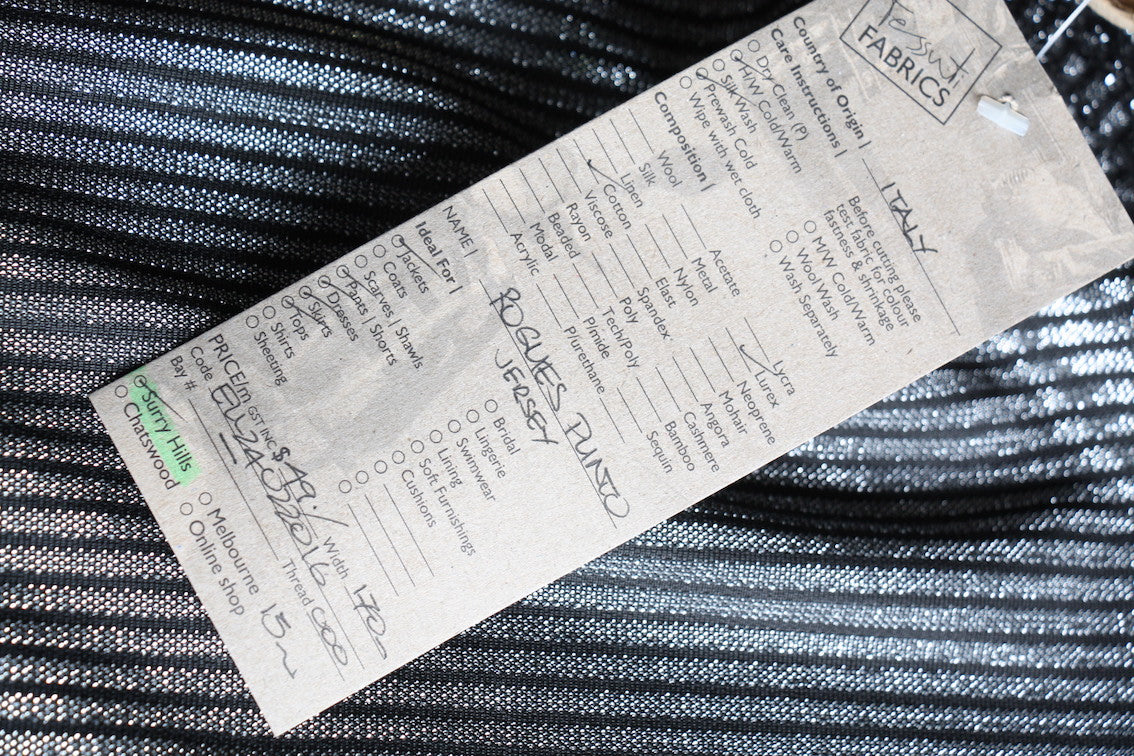 Tessuti
FABRICS
Country of Origin | ITALY
Care Instructions |
Dry Clean (P)
H/W Cold/Warm
Silk Wash
Prewash Cold
Wipe with wet cloth
Before cutting please
test fabric for colour
fastness & shrinkage
MW Cold/Warm
Wool Wash
Wash Separately
Composition |
Wool
Silk
Linen
Cotton
Viscose
Rayon
Beaded
Modal
Acrylic
Acetate
Metal
Nylon
Elast
Spandex
Poly
Tech/Poly
P/mide
P/urethane
Lycra
Lurex
Neoprene
Mohair
Angora
Cashmere
Bamboo
Sequin
NAME | ROGUES PUNTO
JERSEY
Ideal For |
Jackets
Coats
Scarves | Shawls
Pants / Shorts
Dresses
Skirts
Tops
Shirts
Sheeting
Bridal
Lingerie
Swimwear
Lining
Soft Furnishings
Cushions
PRICE/m GST INC $ 49./ Width 170
Code
Bay # Thread
Surry Hills
Chatswood
Melbourne
Online shop
15m